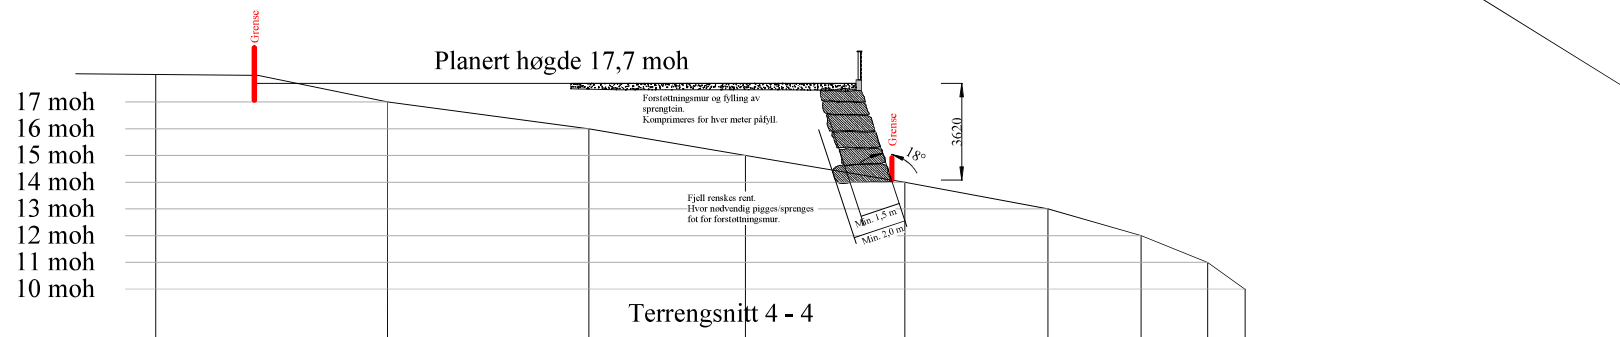 Grense
Planert høgde 17,7 moh
17 moh
Forstøttningsmur og fylling av
sprengtein.
Komprimeres for hver meter påfyll.
16 moh
Grense
3620
15 moh
18°
14 moh
Fjell renskes rent.
Hvor nødvendig pigges/sprenges
fot for forstøttningsmur.
13 moh
Min. 1,5 m
12 moh
Min. 2,0 m
11 moh
10 moh
Terrengsnitt 4 - 4